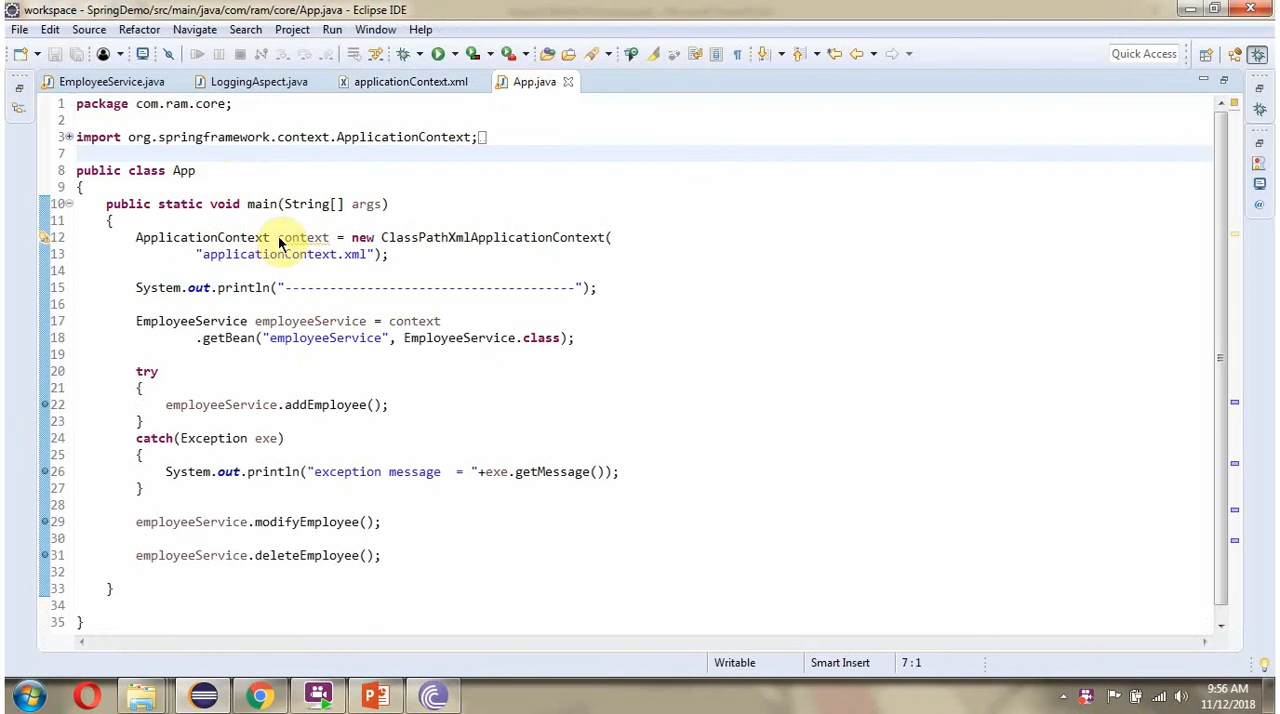 workspace - SpringDemo/src/main/java/com/ram/core/App.java - Eclipse IDE
File Edit Source Refactor Navigate Search Project Run Window Help
Quick Access
EmployeeService.java LoggingAspect.java applicationContext.xml App.java
1 package com.ram.core;
2
3 import org.springframework.context.ApplicationContext;
7
8 public class App
9 {
10 public static void main(String[] args)
11 {
12 ApplicationContext context = new ClassPathXmlApplicationContext(
13 "applicationContext.xml");
14
15 System.out.println("---------------------------------------");
16
17 EmployeeService employeeService = context
18 .getBean("employeeService", EmployeeService.class);
19
20 try
21 {
22 employeeService.addEmployee();
23 }
24 catch(Exception exe)
25 {
26 System.out.println("exception message  = "+exe.getMessage());
27 }
28
29 employeeService.modifyEmployee();
30
31 employeeService.deleteEmployee();
32
33 }
34
35 }
Writable Smart Insert 7 : 1
9:56 AM
11/12/2018